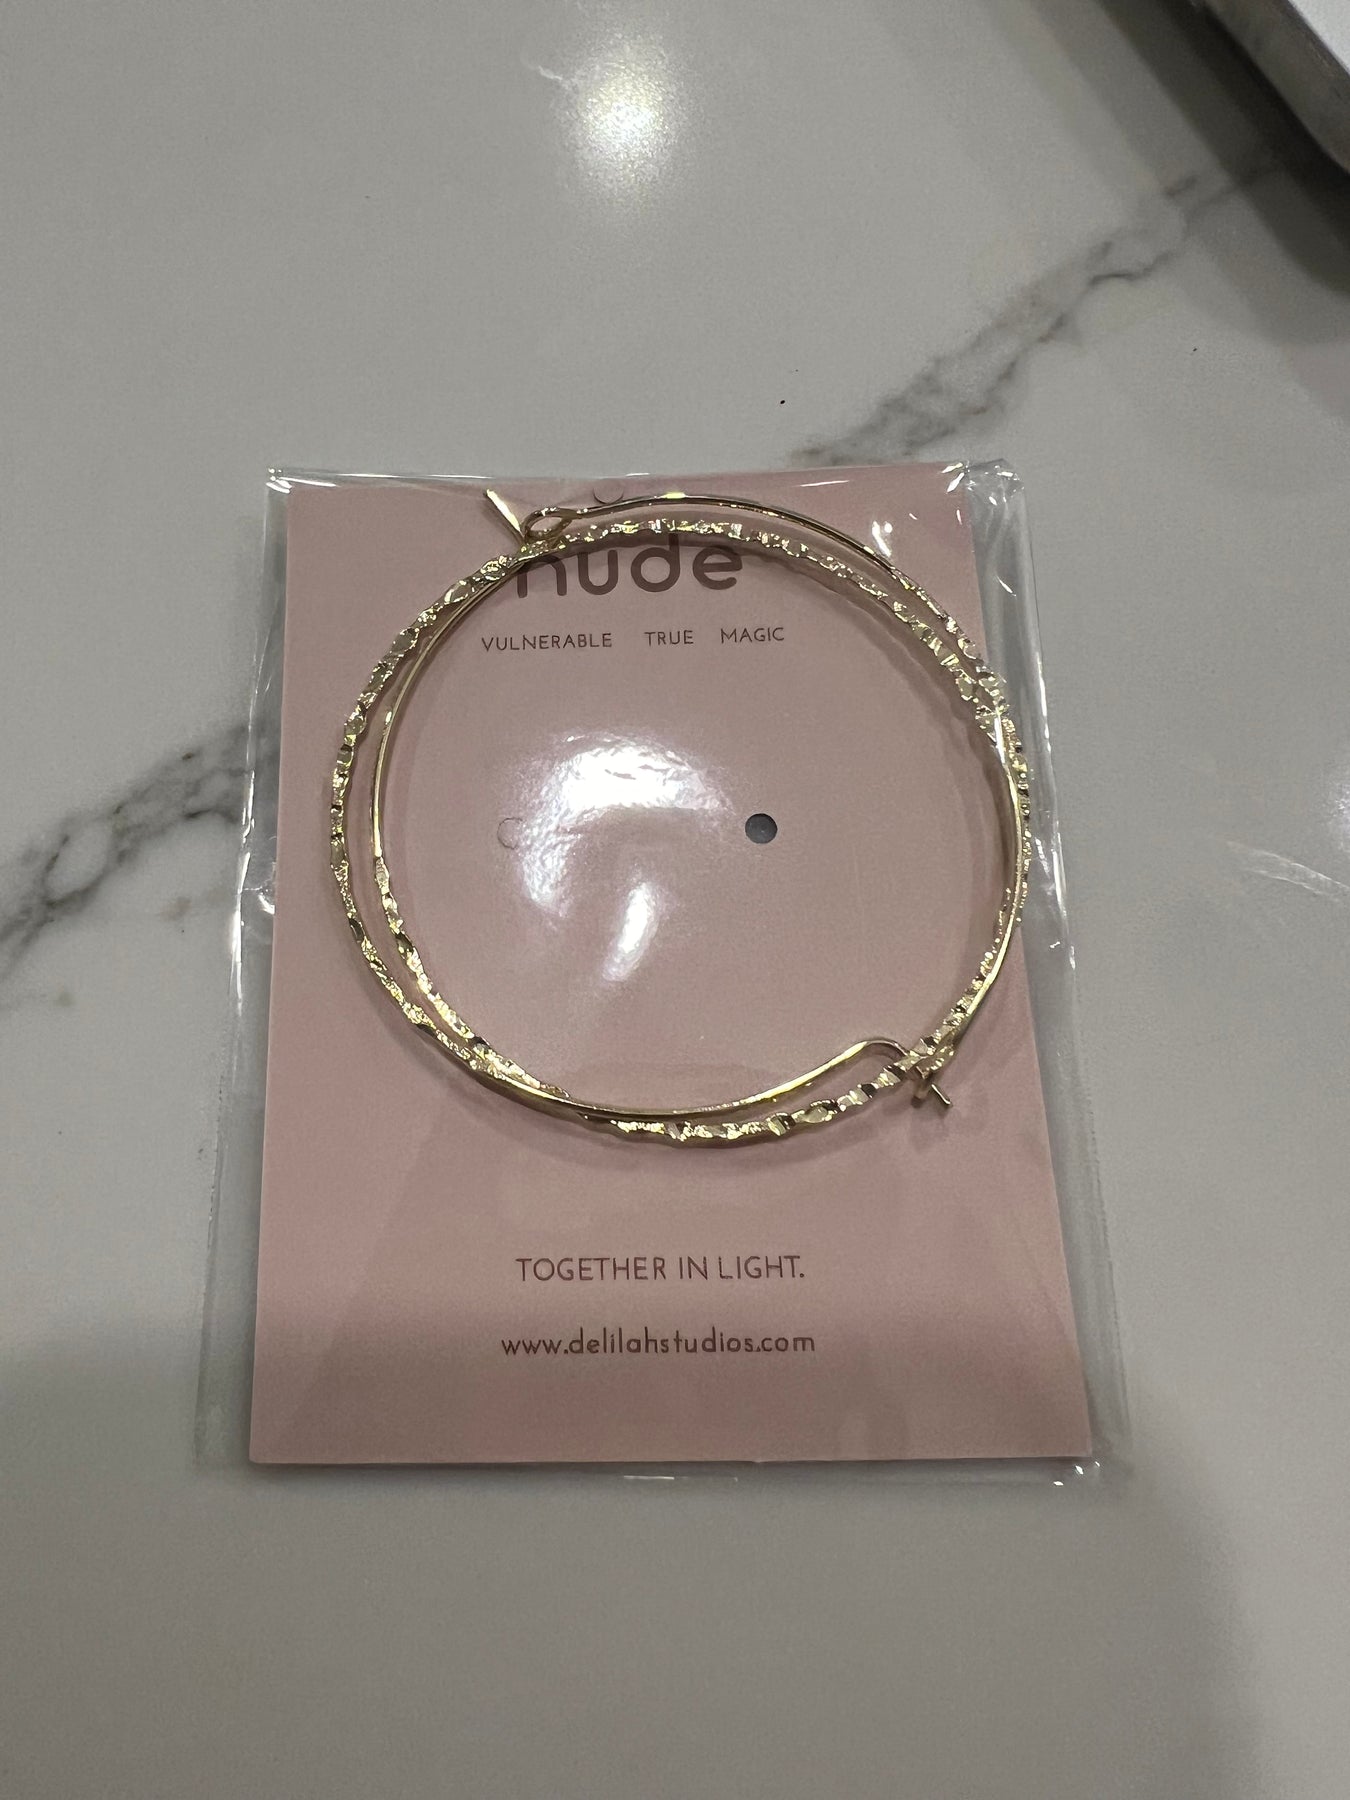 nude
VULNERABLE TRUE MAGIC
TOGETHER IN LIGHT.
www.delilahstudios.com